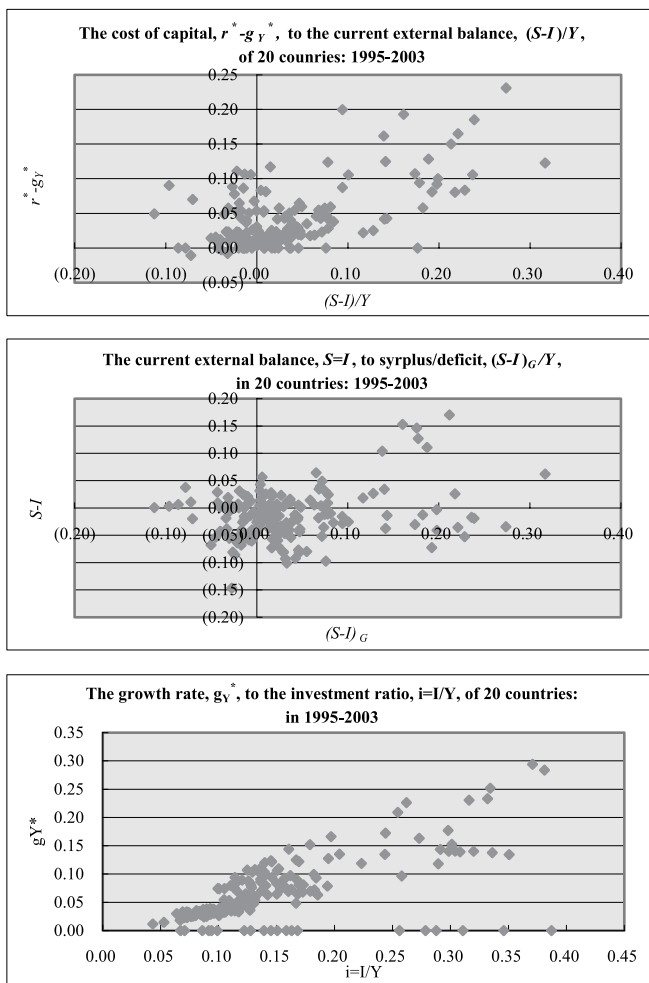 The cost of capital, r*-gY*, to the current external balance, (S-I)/Y,
of 20 counries: 1995-2003
0.25
0.20
0.15
0.10
0.05
0.00
(0.05)
r*-gY*
(0.20) (0.10) 0.00 0.10 0.20 0.30 0.40
(S-I)/Y
The current external balance, S=I, to syrplus/deficit, (S-I)G/Y,
in 20 countries: 1995-2003
0.20
0.15
0.10
0.05
0.00
(0.05)
(0.10)
(0.15)
(0.20)
S-I
(0.20) (0.10) 0.00 0.10 0.20 0.30 0.40
(S-I)G
The growth rate, gY*, to the investment ratio, i=I/Y, of 20 countries:
in 1995-2003
0.35
0.30
0.25
0.20
0.15
0.10
0.05
0.00
gY*
0.00 0.05 0.10 0.15 0.20 0.25 0.30 0.35 0.40 0.45
i=I/Y